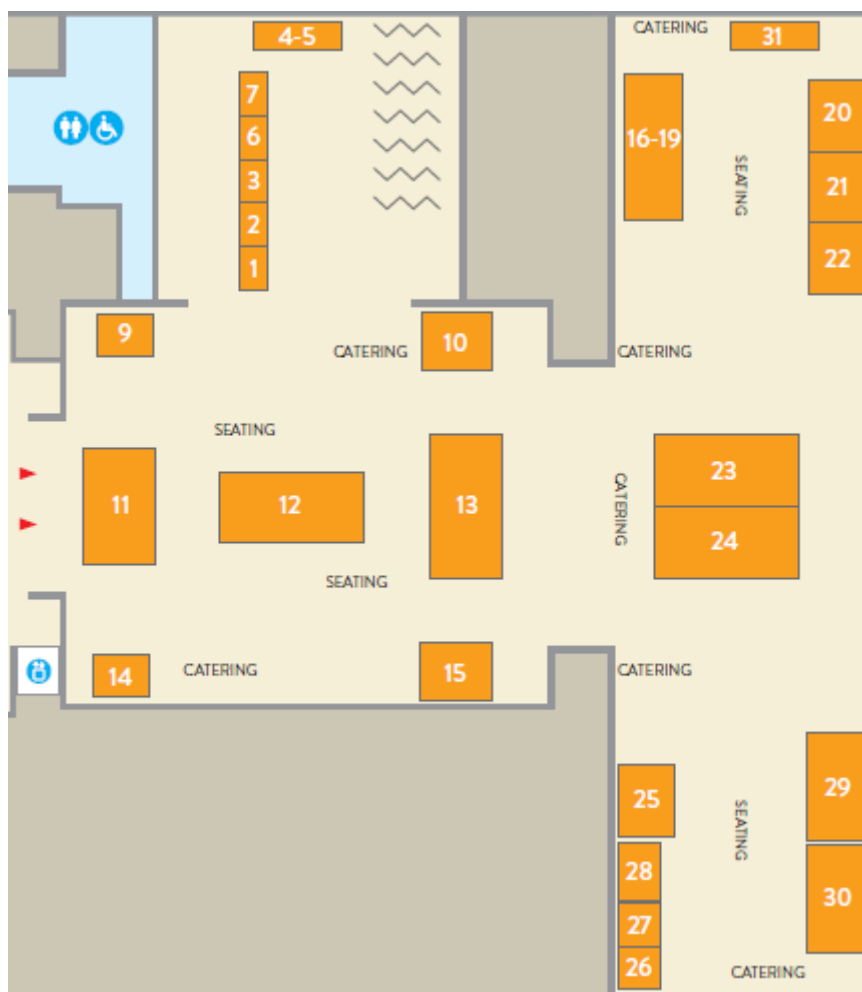 4-5
CATERING
31
7
6
3
2
1
16-19
SEATING
20
21
22
9
CATERING
10
CATERING
SEATING
11
12
13
CATERING
23
24
SEATING
14
CATERING
15
CATERING
25
28
27
26
SEATING
29
30
CATERING